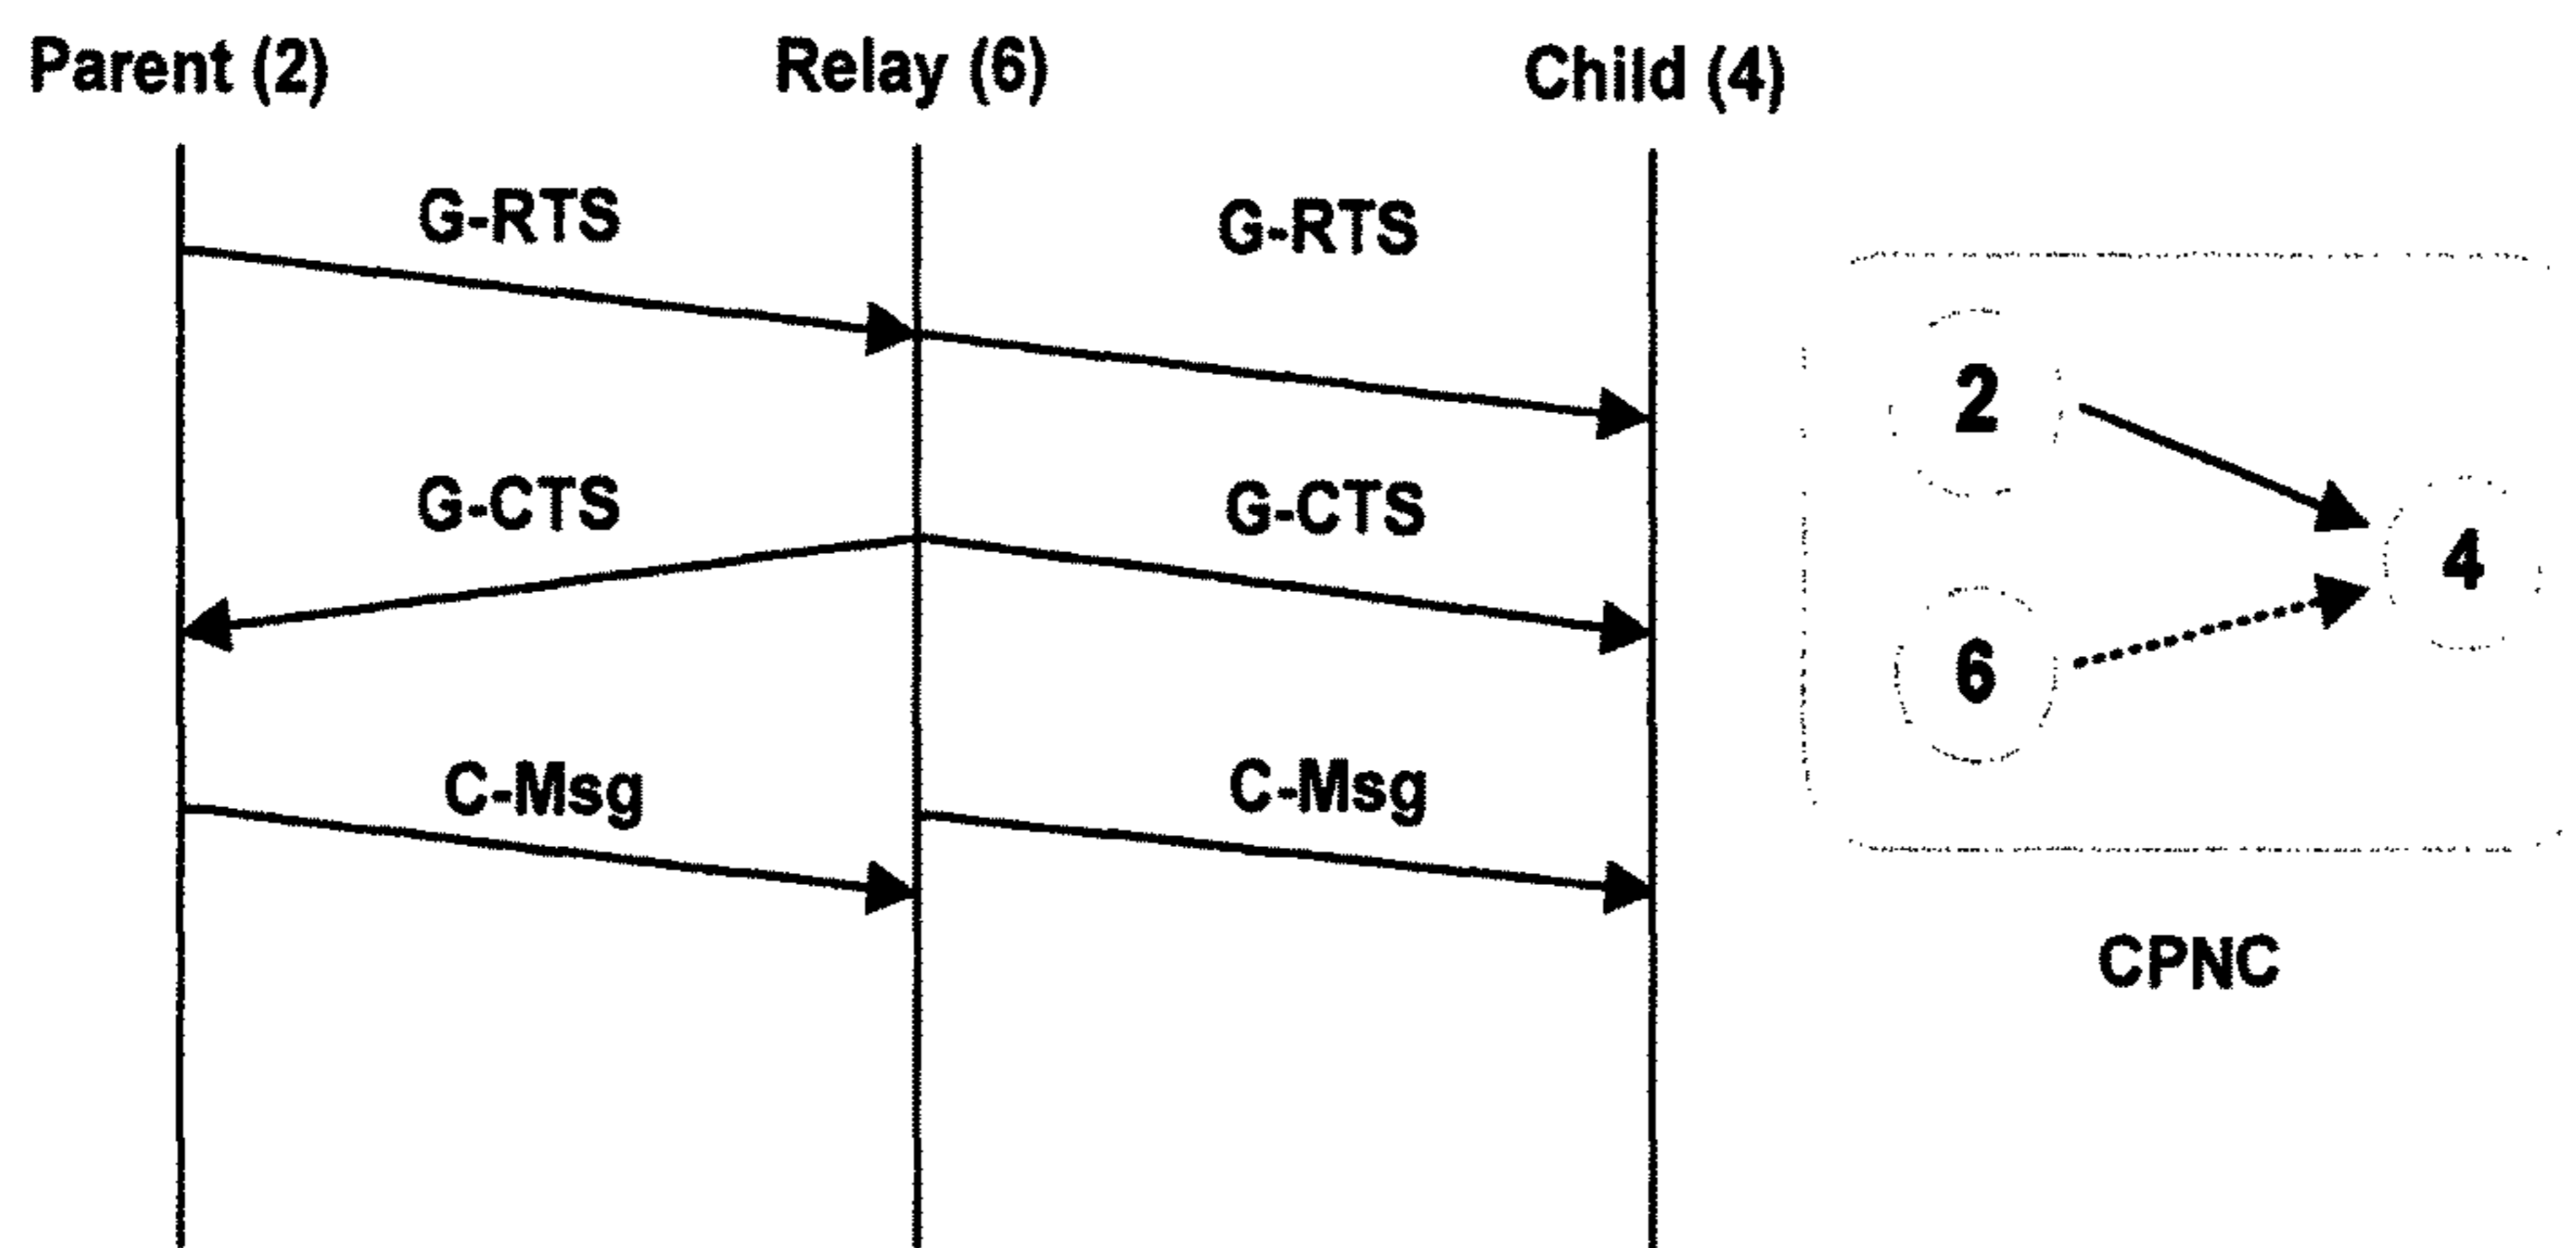 Parent (2) Relay (6) Child (4)
G-RTS G-RTS
2
G-CTS G-CTS
4
6
C-Msg C-Msg
CPNC